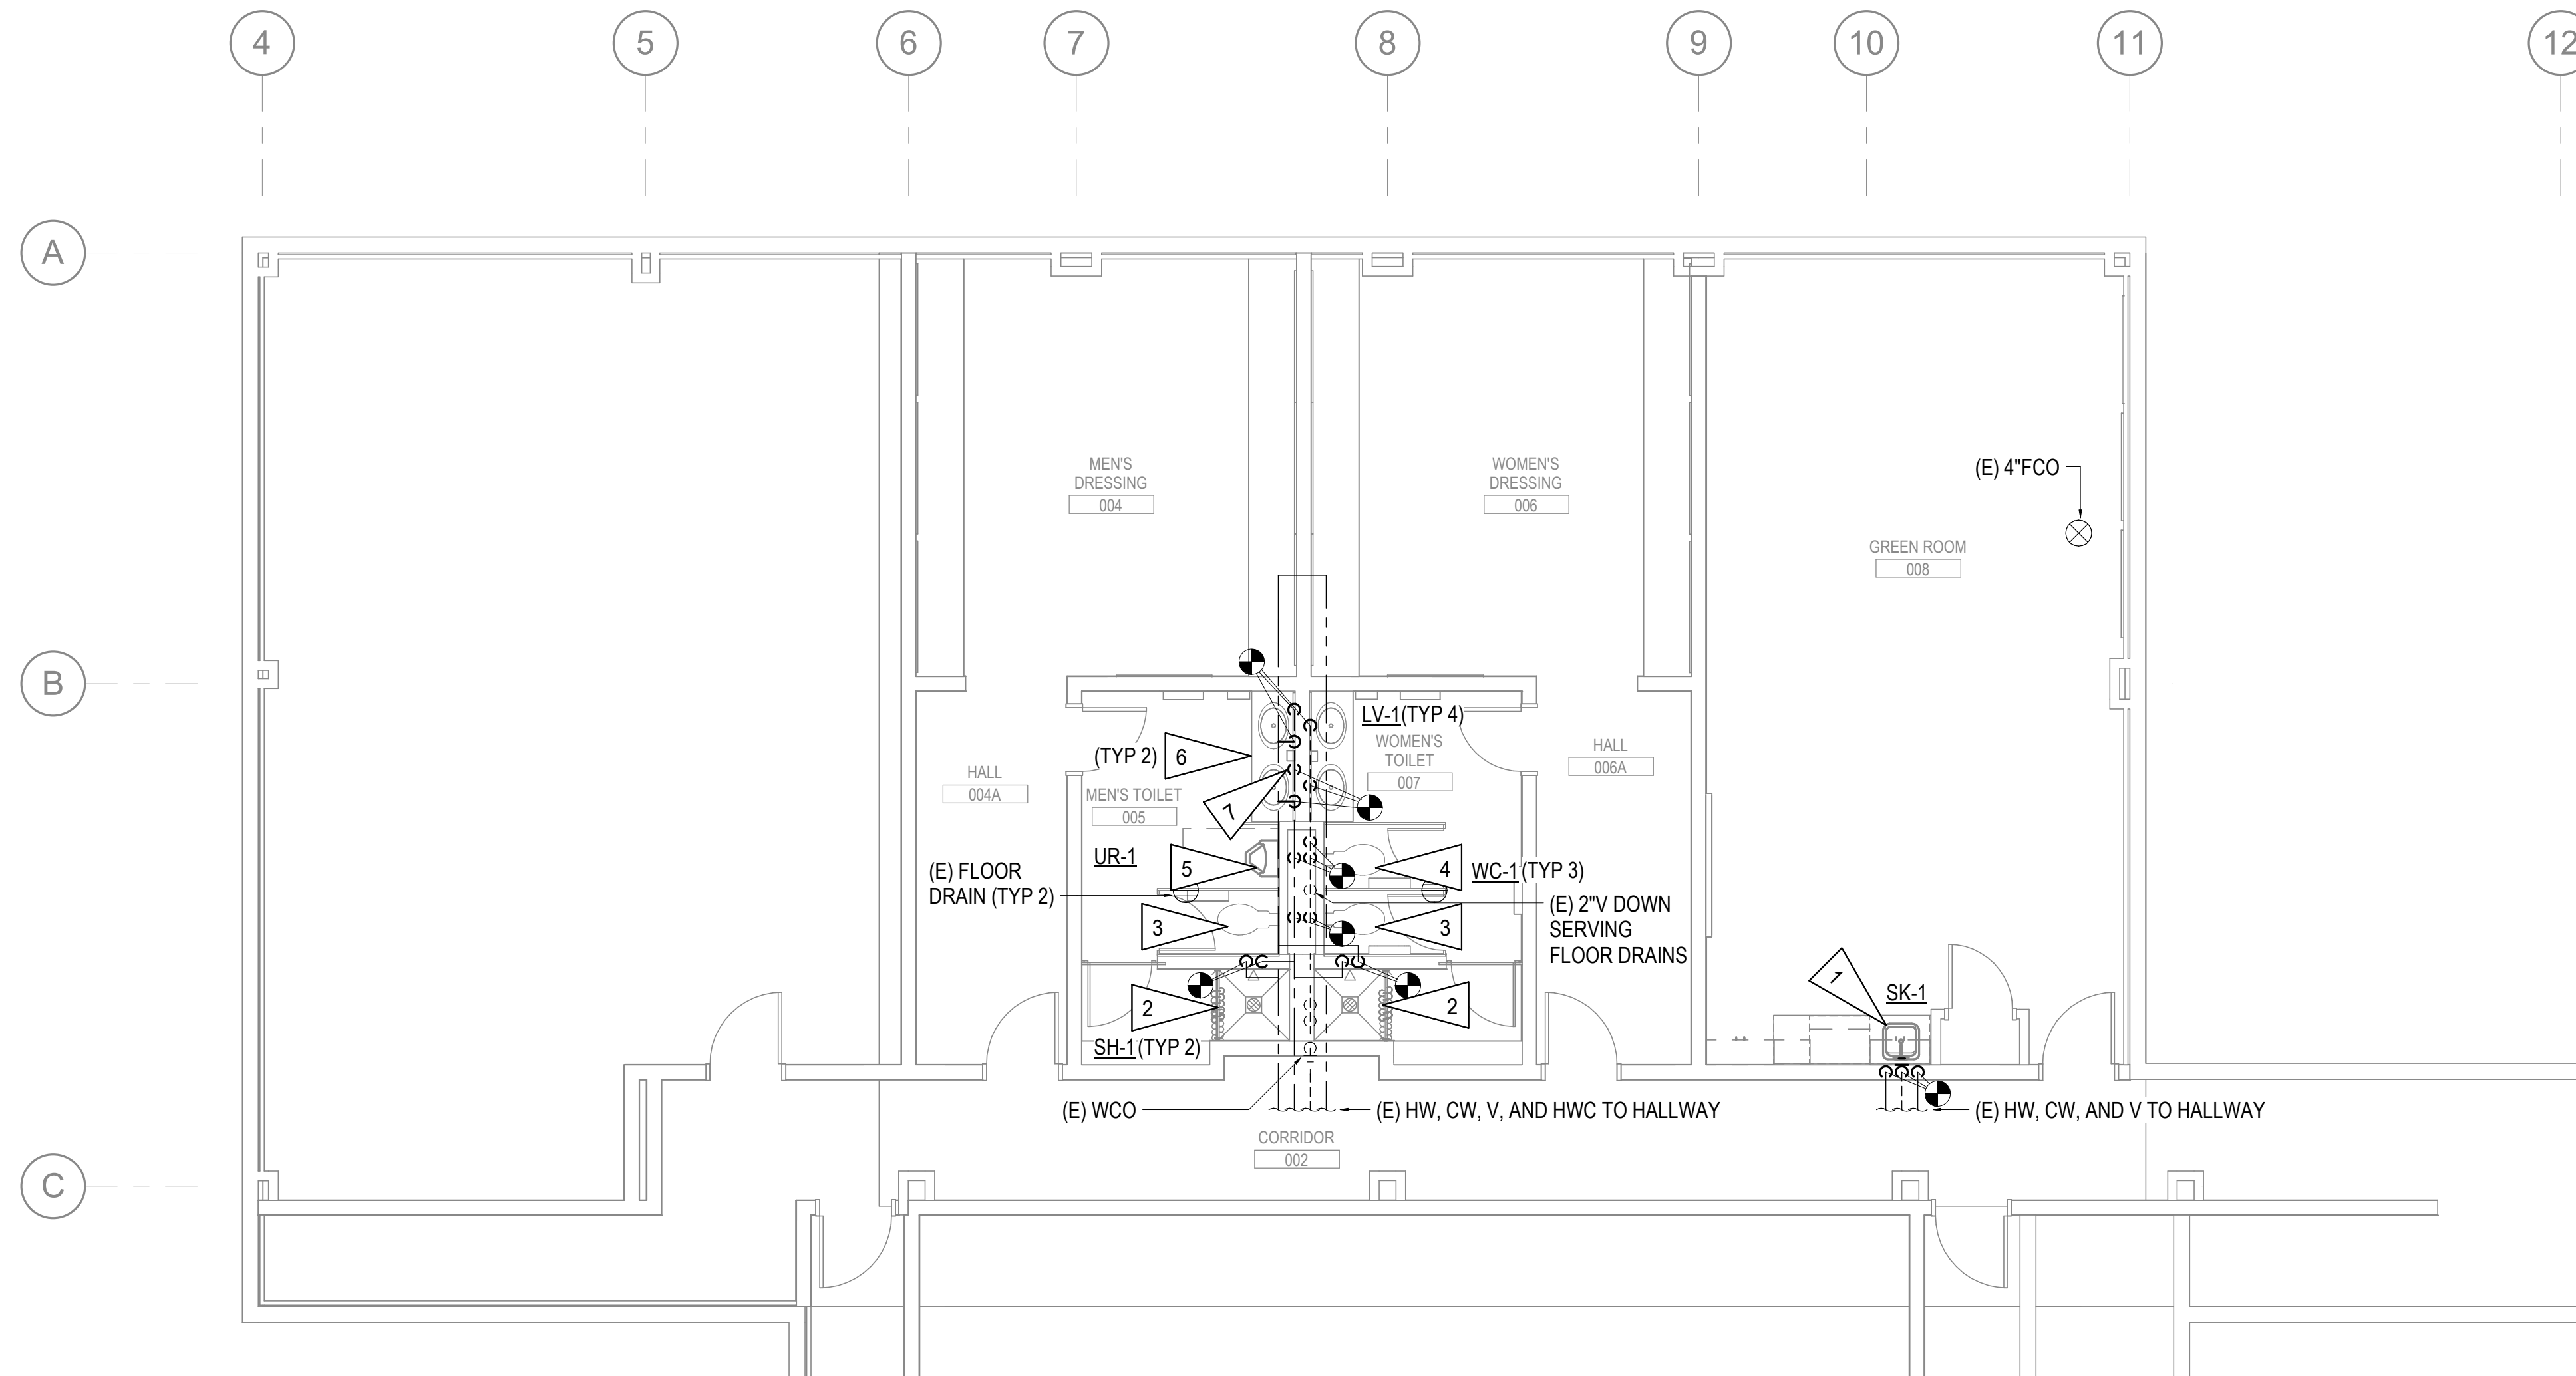 4 5 6 7 8 9 10 11 12
A
MEN'S
DRESSING
004
WOMEN'S
DRESSING
006
(E) 4"FCO
GREEN ROOM
008
B
LV-1 (TYP 4)
WOMEN'S
TOILET
007
(TYP 2) 6
HALL
006A
HALL
004A
MEN'S TOILET
005
7
UR-1
5
4
WC-1 (TYP 3)
(E) FLOOR
DRAIN (TYP 2)
3
3
(E) 2"V DOWN
SERVING
FLOOR DRAINS
2
2
1
SK-1
SH-1 (TYP 2)
(E) WCO
(E) HW, CW, V, AND HWC TO HALLWAY
(E) HW, CW, AND V TO HALLWAY
CORRIDOR
002
C